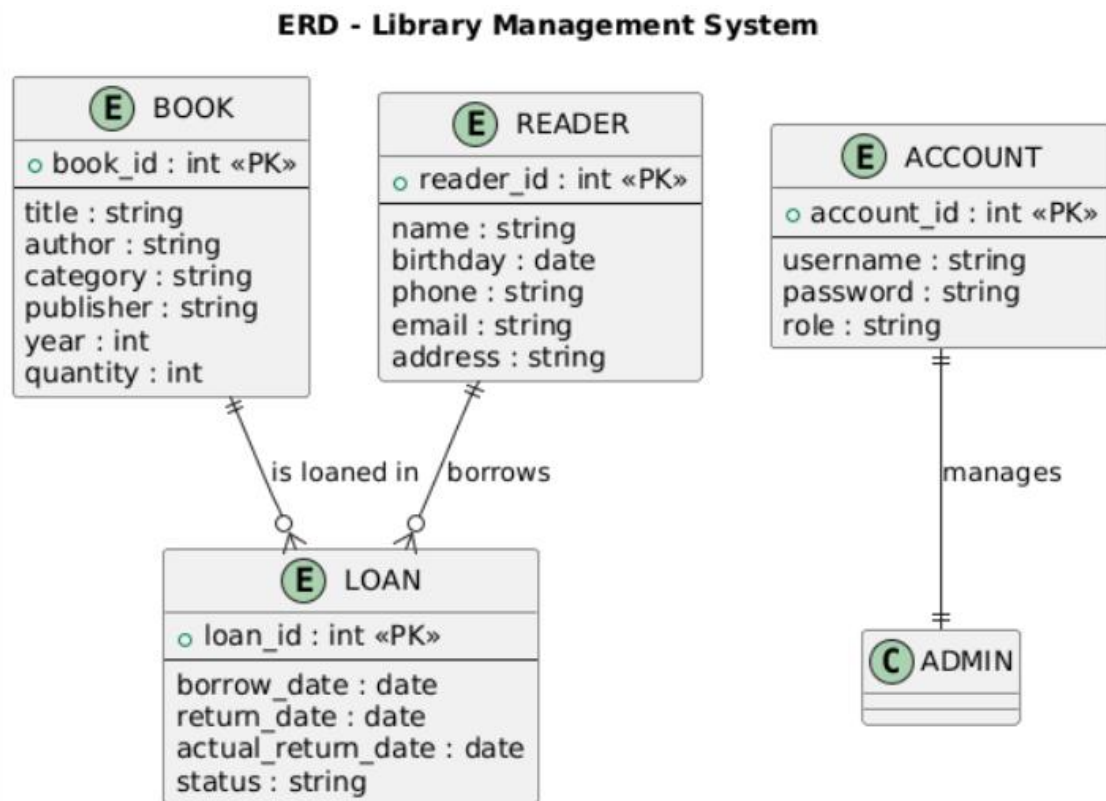 ERD - Library Management System
E BOOK
book_id : int «PK»
title : string
author : string
category : string
publisher : string
year : int
quantity : int
E READER
reader_id : int «PK»
name : string
birthday : date
phone : string
email : string
address : string
E ACCOUNT
account_id : int «PK»
username : string
password : string
role : string
is loaned in
borrows
manages
E LOAN
loan_id : int «PK»
borrow_date : date
return_date : date
actual_return_date : date
status : string
C ADMIN